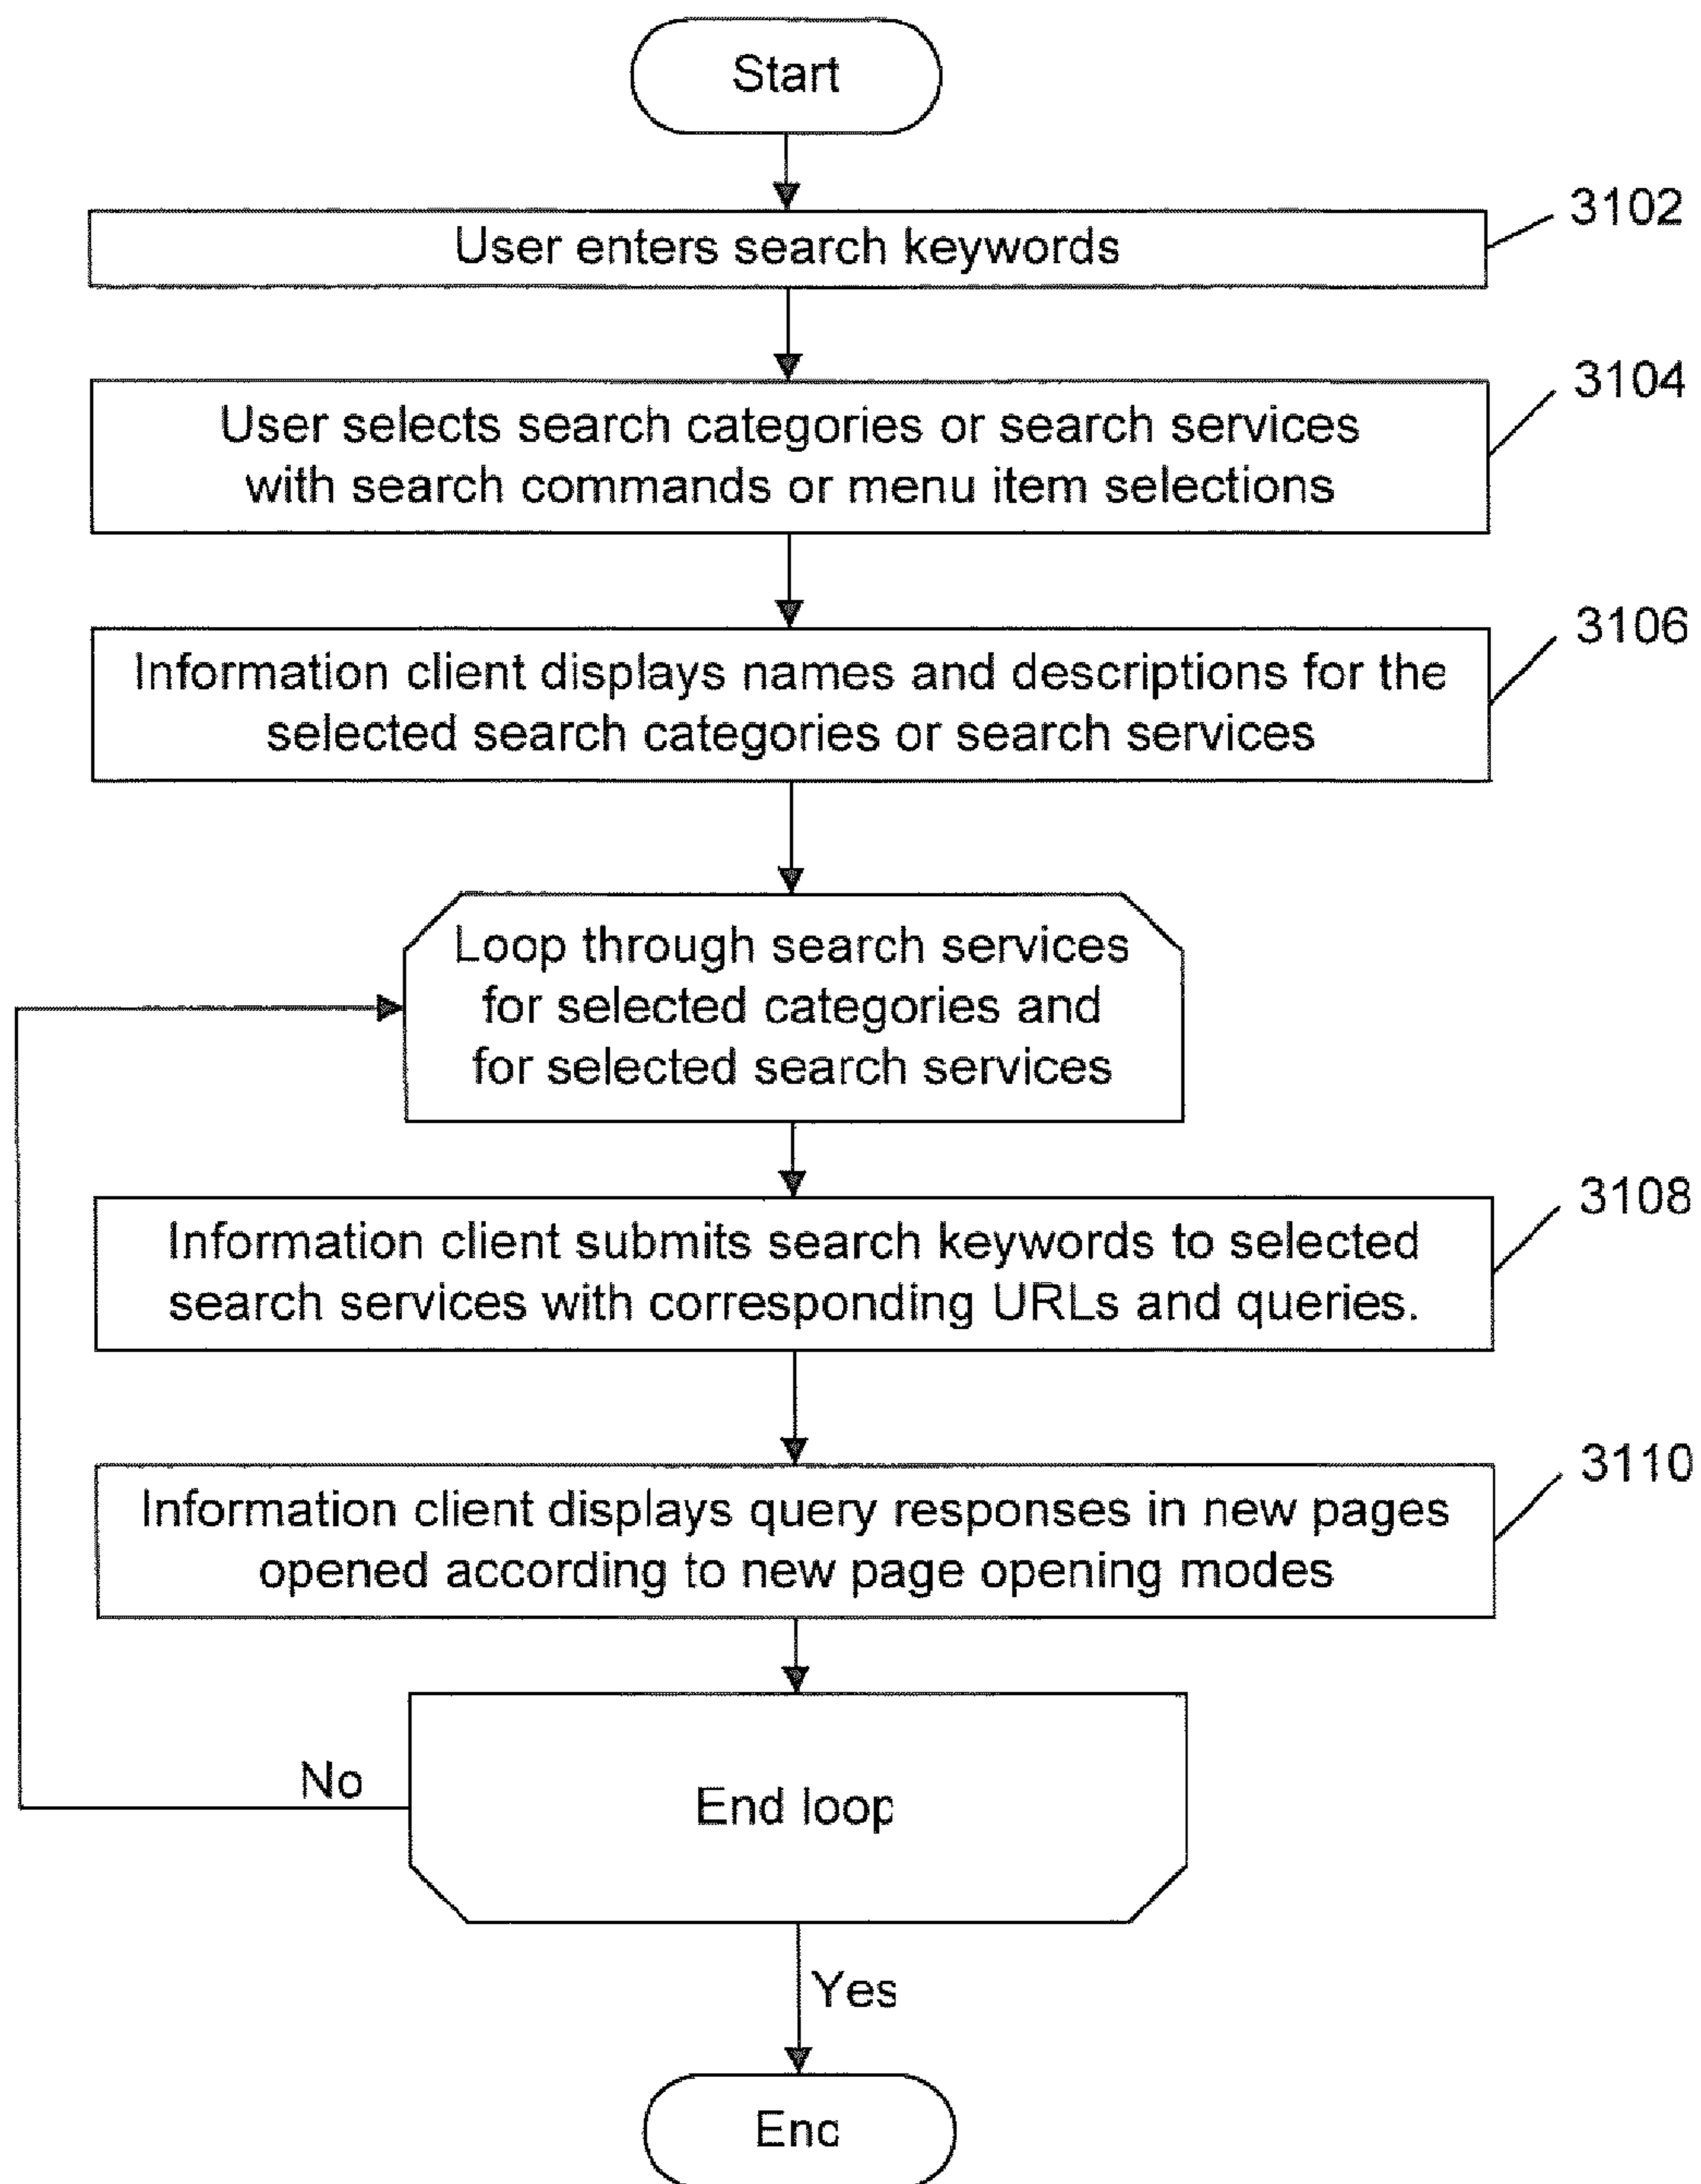 Start
3102
User enters search keywords
3104
User selects search categories or search services
with search commands or menu item selections
3106
Information client displays names and descriptions for the
selected search categories or search services
Loop through search services
for selected categories and
for selected search services
3108
Information client submits search keywords to selected
search services with corresponding URLs and queries.
3110
Information client displays query responses in new pages
opened according to new page opening modes
No
End loop
Yes
End